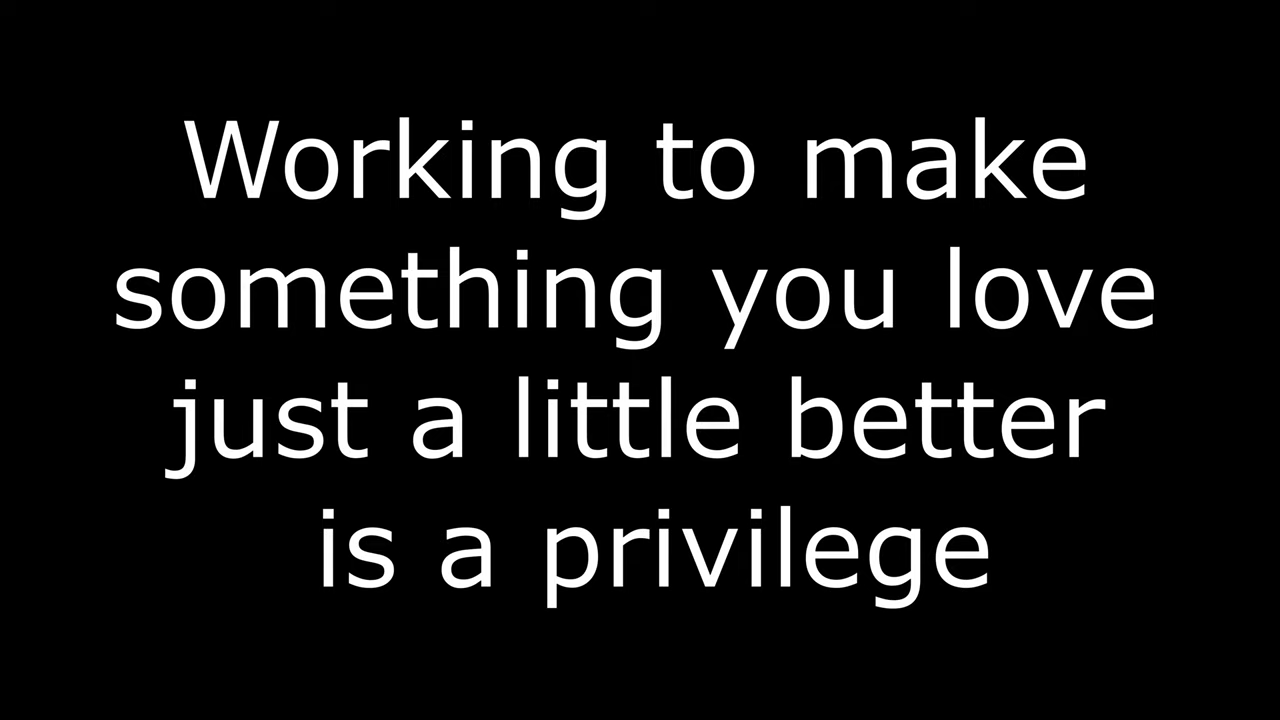 Working to make
something you love
just a little better
is a privilege